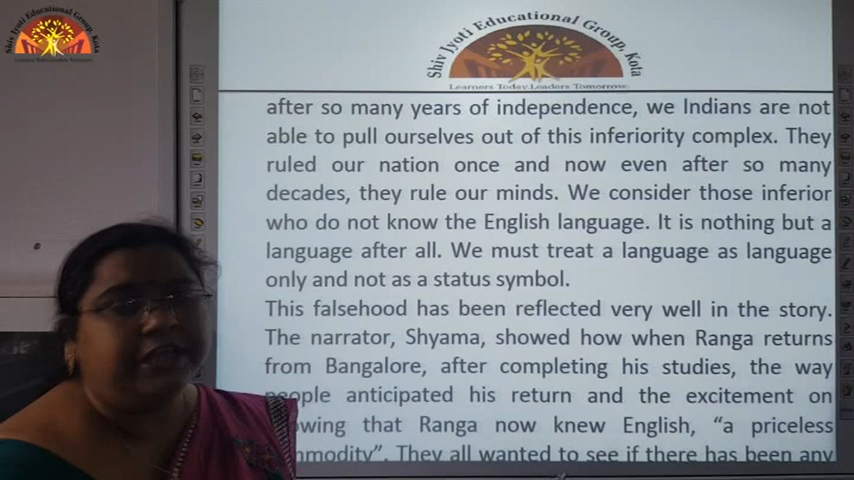 Shiv Jyoti Educational Group, Kota
Shiv Jyoti Educational Group, Kota
Learners Today Leaders Tomorrow
after so many years of independence, we Indians are not
able to pull ourselves out of this inferiority complex. They
ruled our nation once and now even after so many
decades, they rule our minds. We consider those inferior
who do not know the English language. It is nothing but a
language after all. We must treat a language as language
only and not as a status symbol.
This falsehood has been reflected very well in the story.
The narrator, Shyama, showed how when Ranga returns
from Bangalore, after completing his studies, the way
people anticipated his return and the excitement on
owing that Ranga now knew English, “a priceless
mmodity”. They all wanted to see if there has been any